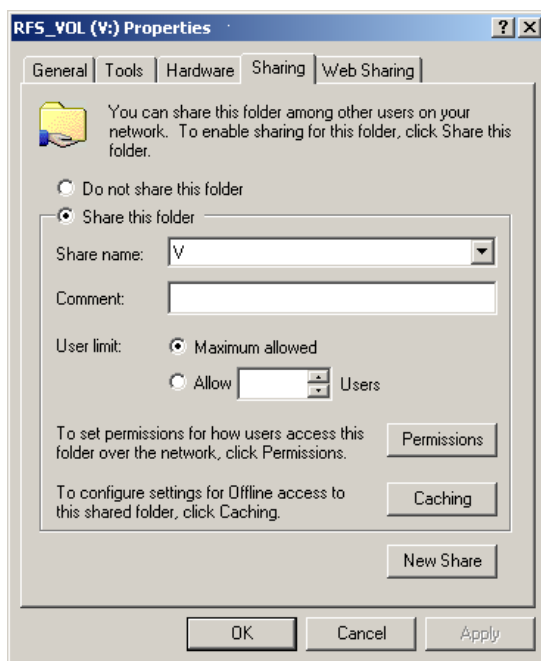 RFS_VOL (V:) Properties
General Tools Hardware Sharing Web Sharing
You can share this folder among other users on your
network. To enable sharing for this folder, click Share this
folder.
Do not share this folder
Share this folder
Share name: V
Comment:
User limit: Maximum allowed
Allow Users
To set permissions for how users access this
folder over the network, click Permissions.
Permissions
To configure settings for Offline access to
this shared folder, click Caching.
Caching
New Share
OK Cancel Apply